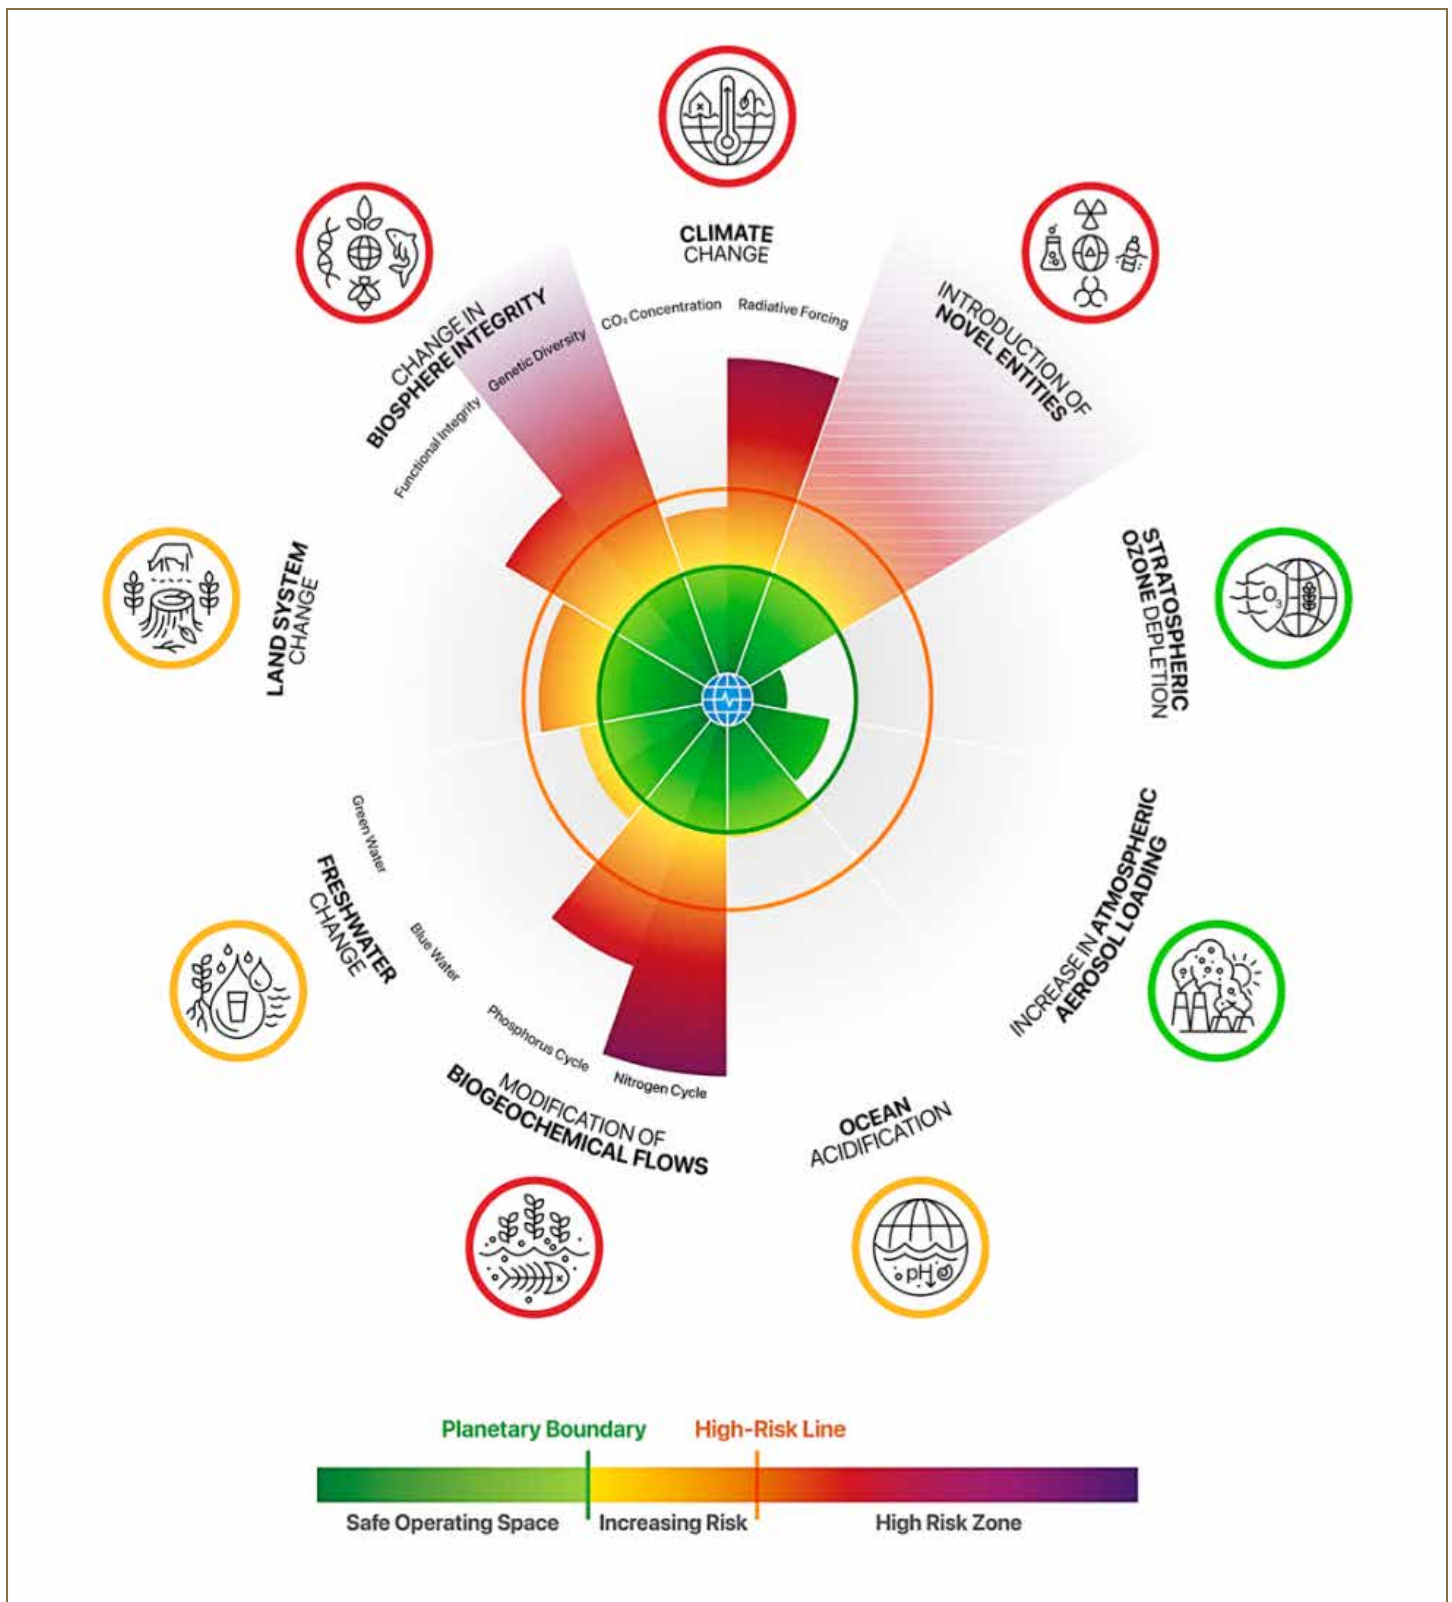 CLIMATE
CHANGE
CO₂ Concentration
Radiative Forcing
INTRODUCTION OF
NOVEL ENTITIES
STRATOSPHERIC
OZONE DEPLETION
O₃
INCREASE IN ATMOSPHERIC
AEROSOL LOADING
OCEAN
ACIDIFICATION
pH
MODIFICATION OF
BIOGEOCHEMICAL FLOWS
Phosphorus Cycle
Nitrogen Cycle
FRESHWATER
CHANGE
Green Water
Blue Water
LAND SYSTEM
CHANGE
CHANGE IN
BIOSPHERE INTEGRITY
Functional Integrity
Genetic Diversity
Planetary Boundary
High-Risk Line
Safe Operating Space
Increasing Risk
High Risk Zone